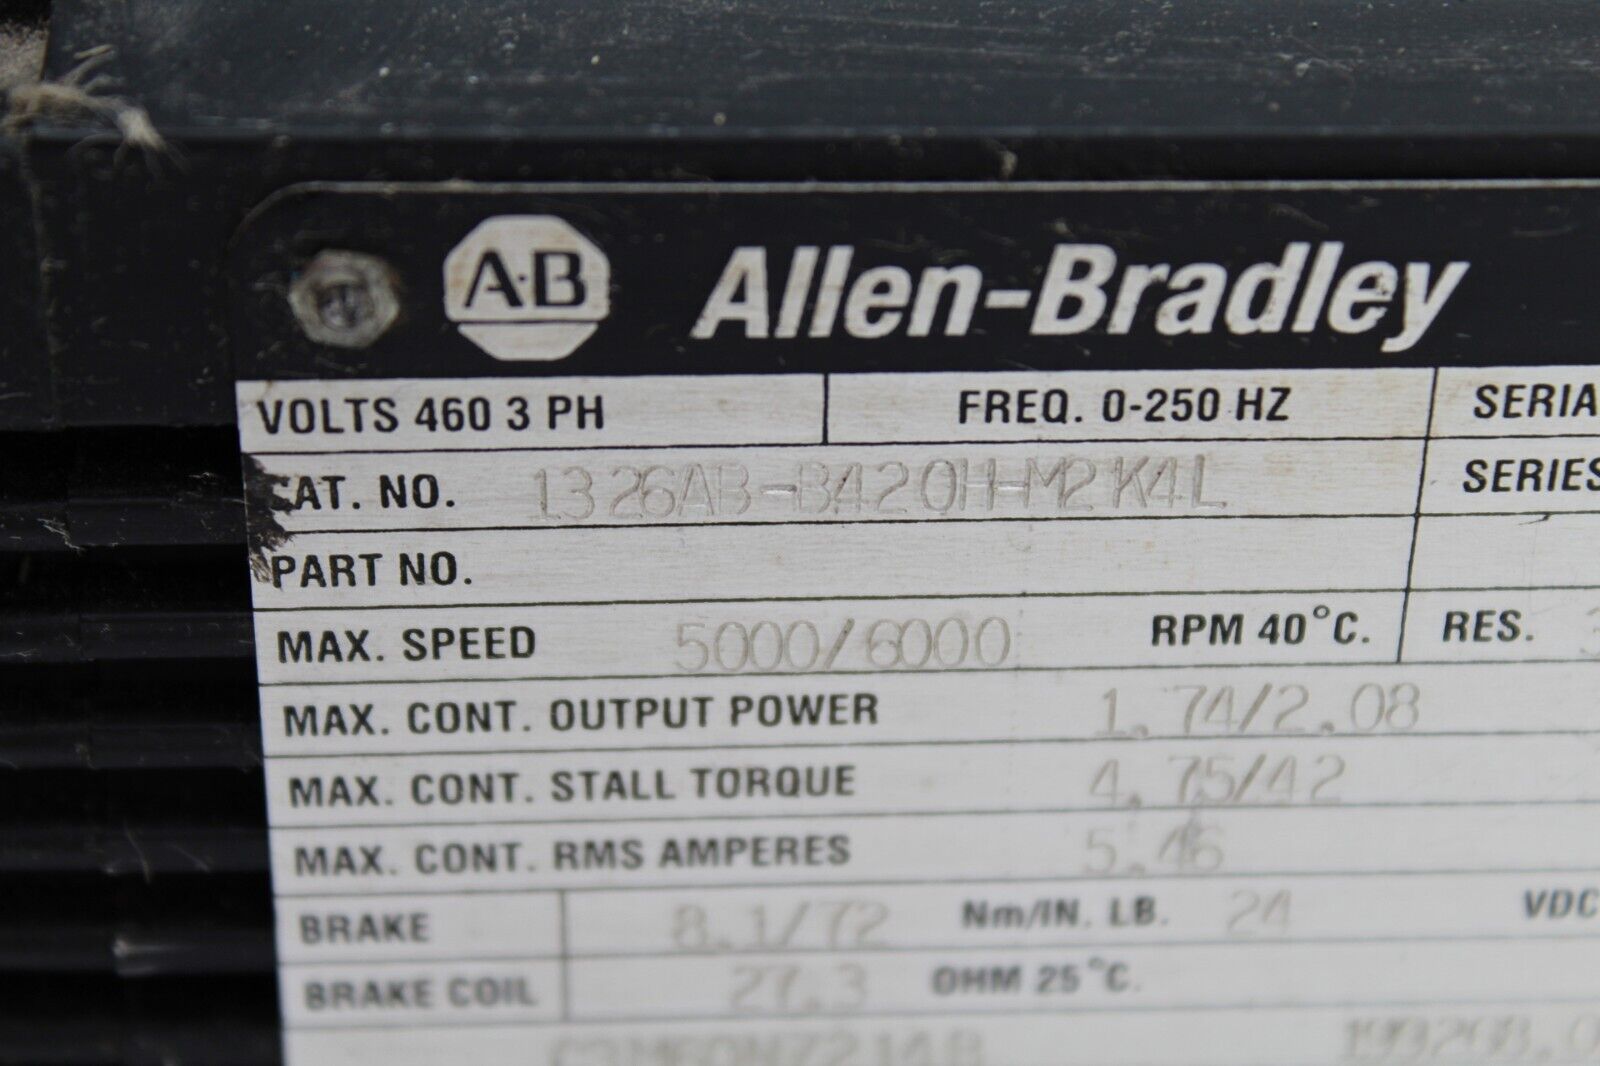 A·B Allen-Bradley
VOLTS 460 3 PH FREQ. 0-250 HZ SERIA
CAT. NO. 1326AB-B420H-M2K4L SERIES
PART NO.
MAX. SPEED 5000/6000 RPM 40°C. RES. 3
MAX. CONT. OUTPUT POWER 1.74/2.08
MAX. CONT. STALL TORQUE 4.75/42
MAX. CONT. RMS AMPERES 5.46
BRAKE 8.1/72 Nm/IN. LB. 24 VDC
BRAKE COIL 27.3 OHM 25°C.